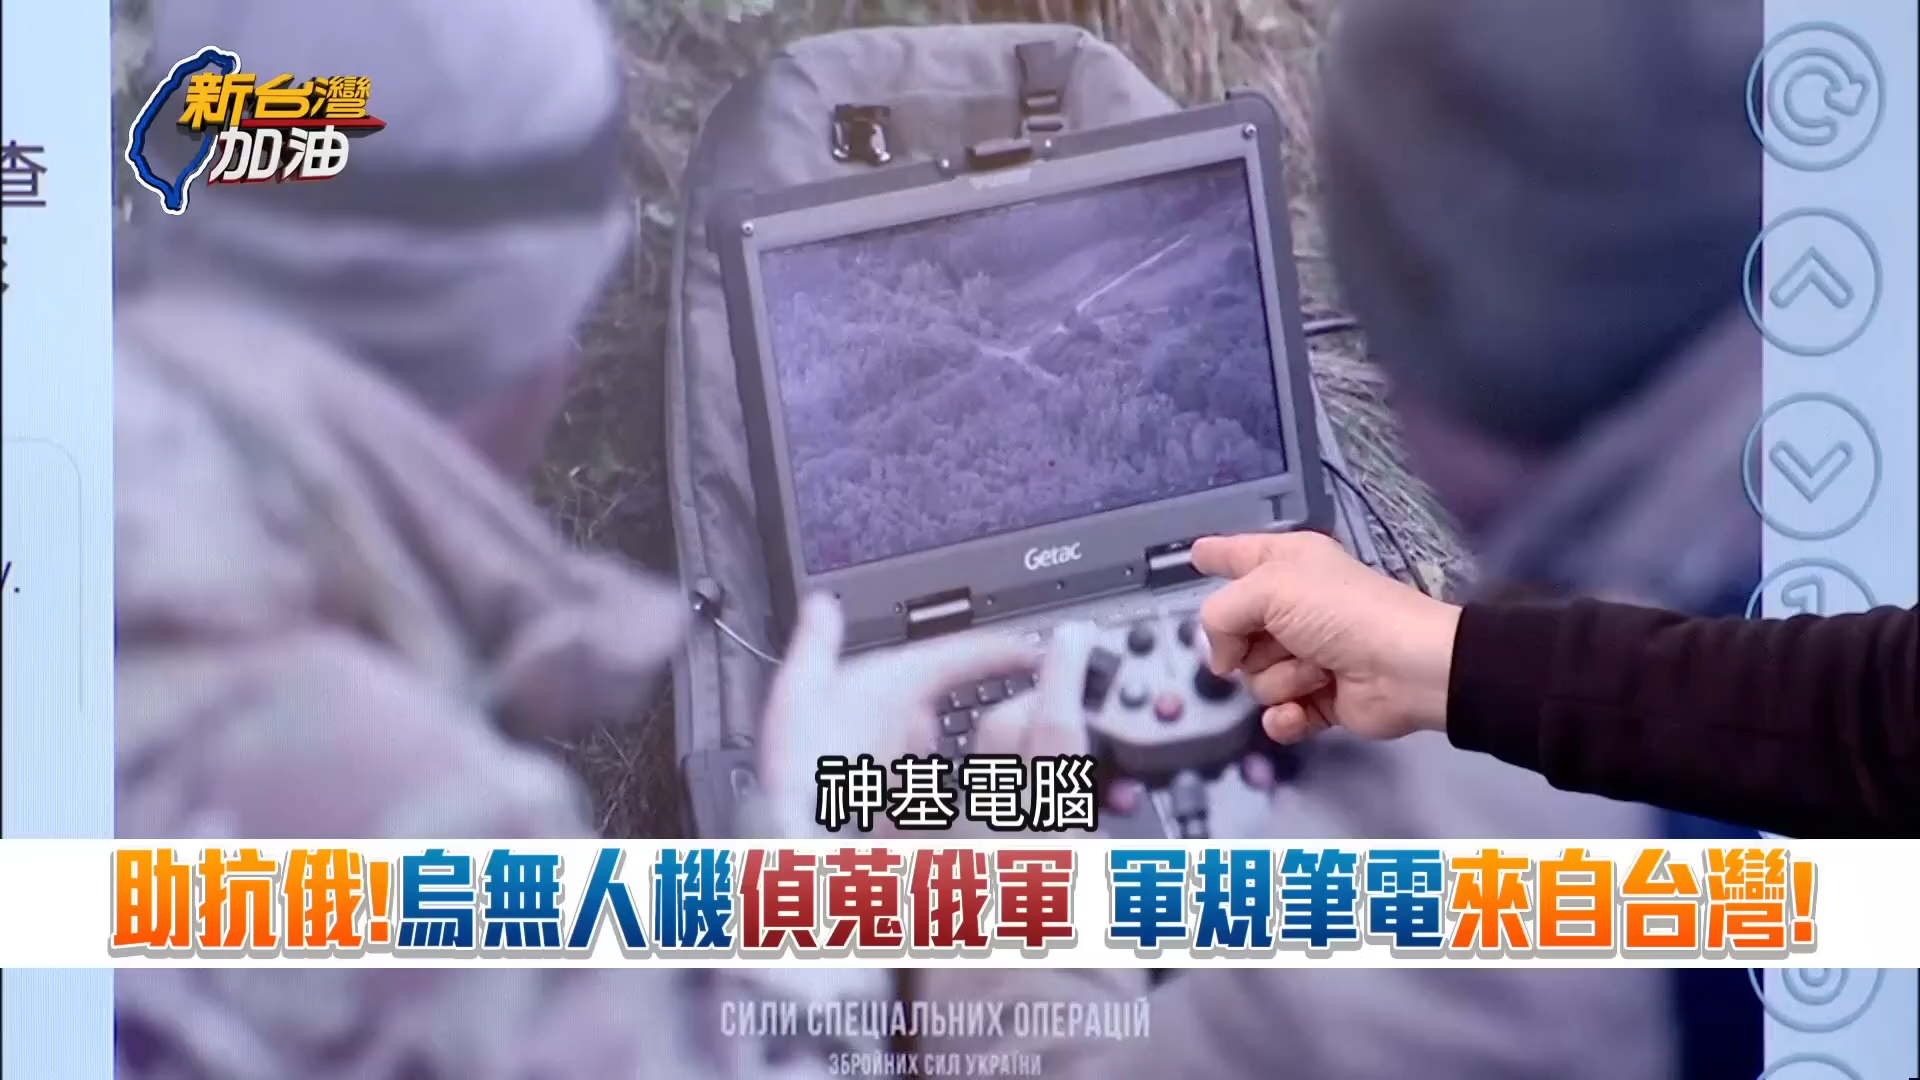 新台灣
加油
查
y.
Getac
神基電腦
助抗俄!烏無人機偵蒐俄軍 軍規筆電來自台灣!
СИЛИ СПЕЦІАЛЬНИХ ОПЕРАЦІЙ
ЗБРОЙНИХ СИЛ УКРАЇНИ